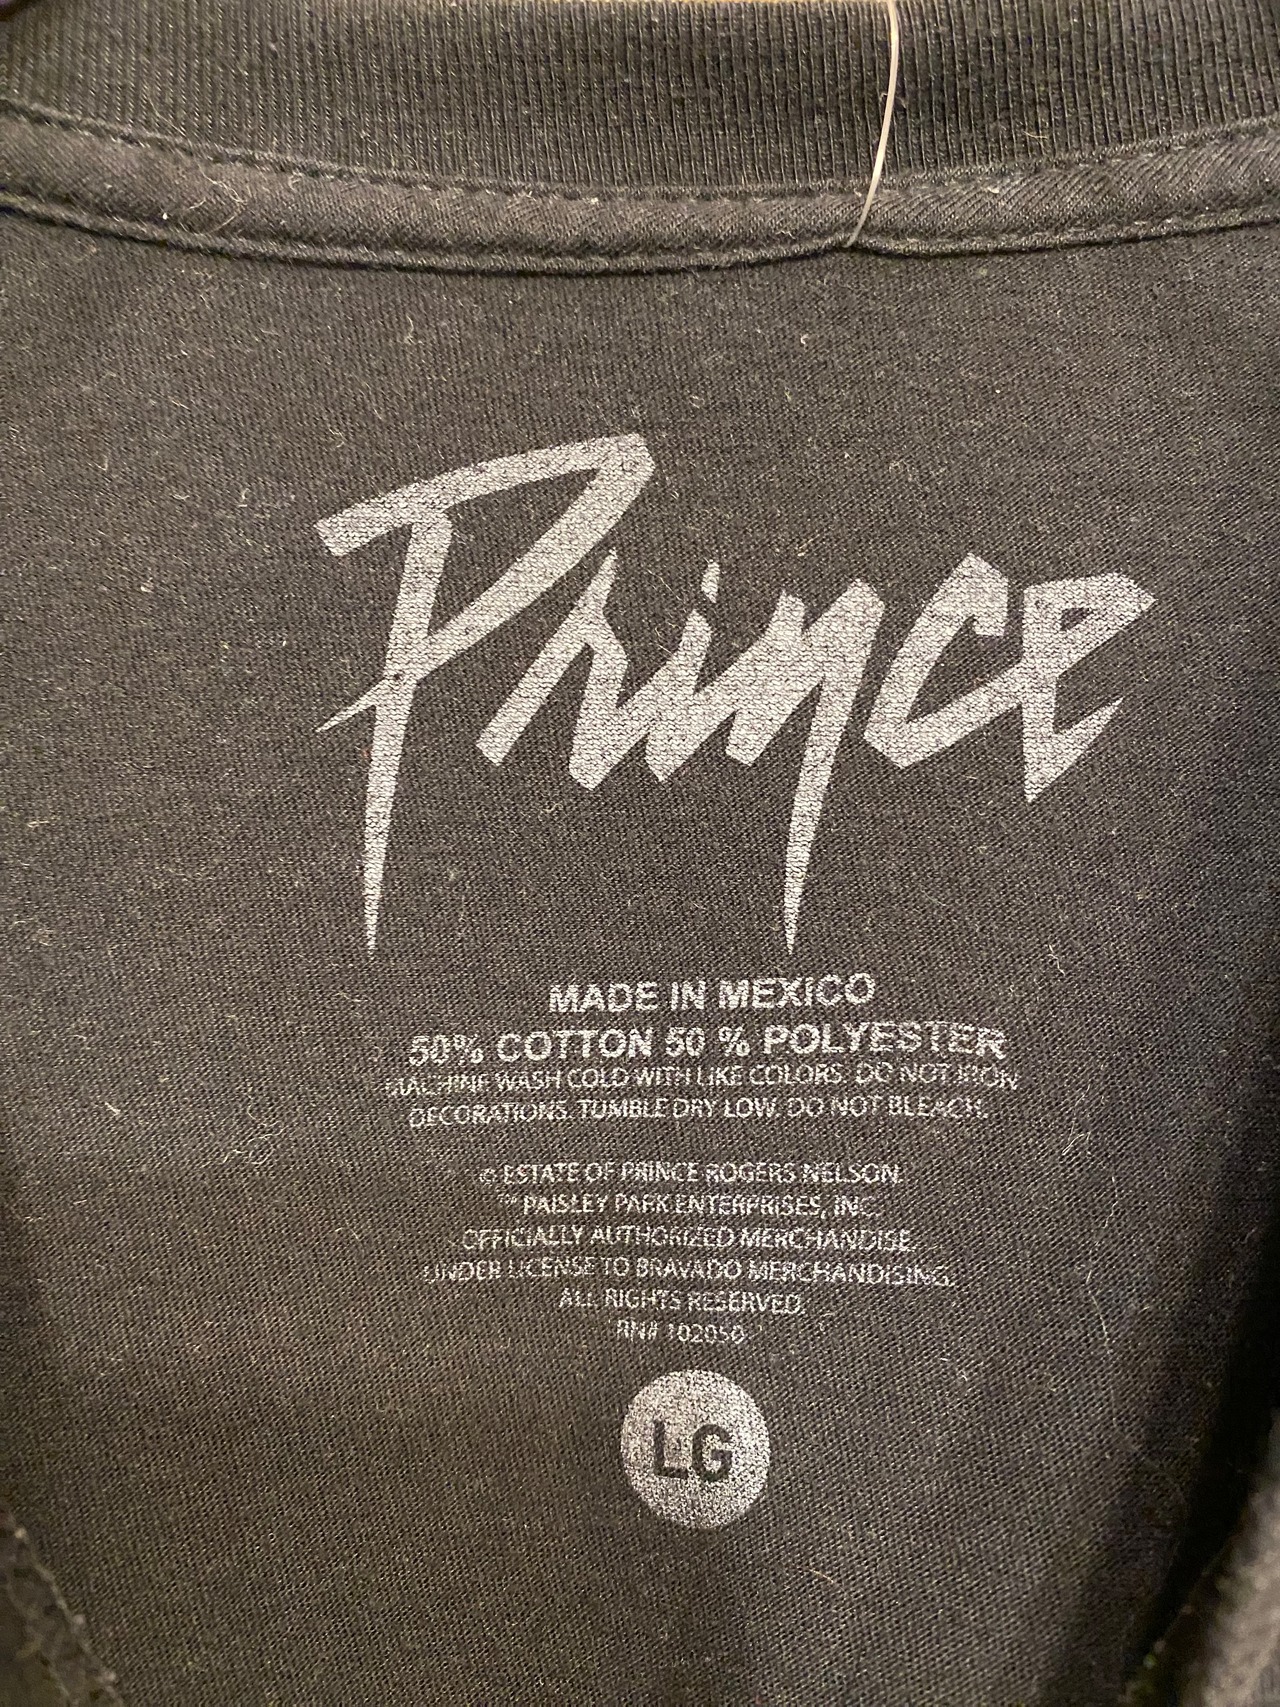 Prince
MADE IN MEXICO
50% COTTON 50 % POLYESTER
MACHINE WASH COLD WITH LIKE COLORS. DO NOT IRON
DECORATIONS. TUMBLE DRY LOW. DO NOT BLEACH.
© ESTATE OF PRINCE ROGERS NELSON.
™ PAISLEY PARK ENTERPRISES, INC.
OFFICIALLY AUTHORIZED MERCHANDISE.
UNDER LICENSE TO BRAVADO MERCHANDISING.
ALL RIGHTS RESERVED.
RN# 102050
LG